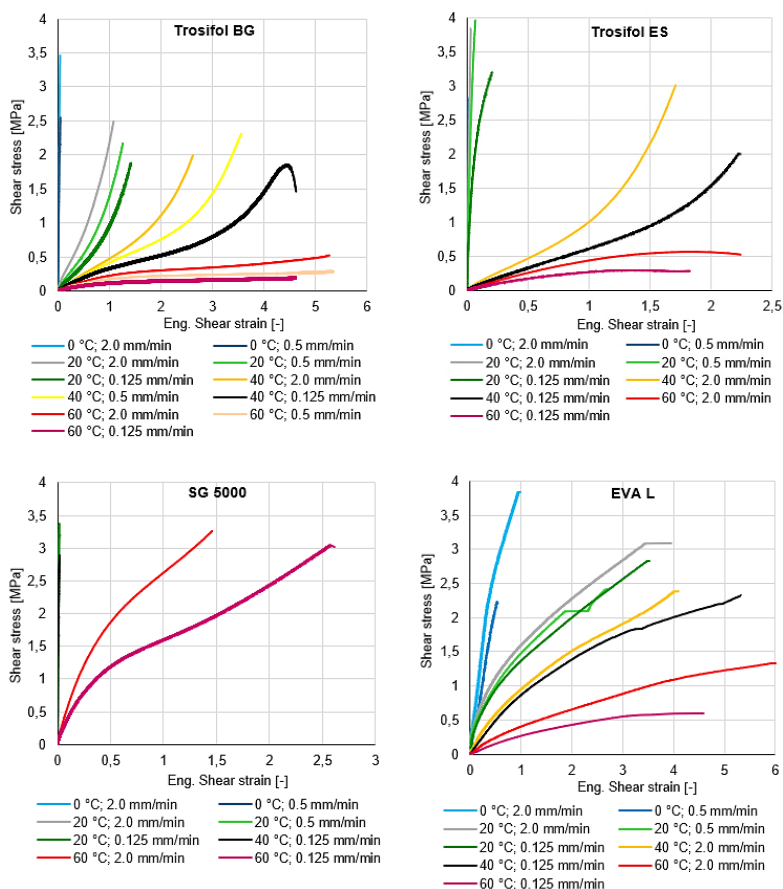 Trosifol BG
4
3,5
3
2,5
2
1,5
1
0,5
0
0 1 2 3 4 5 6
Shear stress [MPa]
Eng. Shear strain [-]
0 °C; 2.0 mm/min 0 °C; 0.5 mm/min
20 °C; 2.0 mm/min 20 °C; 0.5 mm/min
20 °C; 0.125 mm/min 40 °C; 2.0 mm/min
40 °C; 0.5 mm/min 40 °C; 0.125 mm/min
60 °C; 2.0 mm/min 60 °C; 0.5 mm/min
60 °C; 0.125 mm/min
Trosifol ES
4
3,5
3
2,5
2
1,5
1
0,5
0
0 0,5 1 1,5 2 2,5
Shear stress [MPa]
Eng. Shear strain [-]
0 °C; 2.0 mm/min 0 °C; 0.5 mm/min
20 °C; 2.0 mm/min 20 °C; 0.5 mm/min
20 °C; 0.125 mm/min 40 °C; 2.0 mm/min
40 °C; 0.125 mm/min 60 °C; 2.0 mm/min
60 °C; 0.125 mm/min
SG 5000
4
3,5
3
2,5
2
1,5
1
0,5
0
0 0,5 1 1,5 2 2,5 3
Shear stress [MPa]
Eng. Shear strain [-]
0 °C; 2.0 mm/min 0 °C; 0.5 mm/min
20 °C; 2.0 mm/min 20 °C; 0.5 mm/min
20 °C; 0.125 mm/min 40 °C; 0.125 mm/min
60 °C; 2.0 mm/min 60 °C; 0.125 mm/min
EVA L
4
3,5
3
2,5
2
1,5
1
0,5
0
0 1 2 3 4 5 6
Shear stress [MPa]
Eng. Shear strain [-]
0 °C; 2.0 mm/min 0 °C; 0.5 mm/min
20 °C; 2.0 mm/min 20 °C; 0.5 mm/min
20 °C; 0.125 mm/min 40 °C; 2.0 mm/min
40 °C; 0.125 mm/min 60 °C; 2.0 mm/min
60 °C; 0.125 mm/min